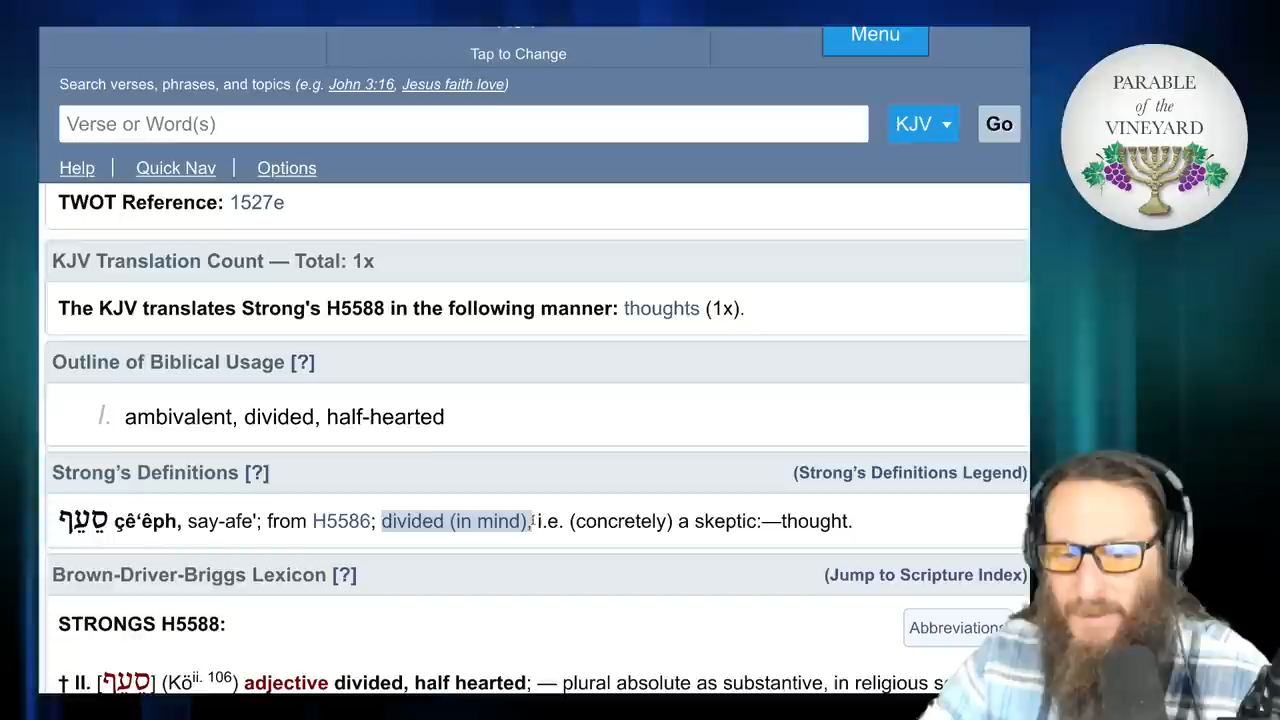 Menu
Tap to Change
Search verses, phrases, and topics (e.g. John 3:16, Jesus faith love)
Verse or Word(s)
KJV
Go
Help
Quick Nav
Options
PARABLE
of the
VINEYARD
TWOT Reference: 1527e
KJV Translation Count — Total: 1x
The KJV translates Strong's H5588 in the following manner: thoughts (1x).
Outline of Biblical Usage [?]
I. ambivalent, divided, half-hearted
Strong’s Definitions [?] (Strong’s Definitions Legend)
סֵעֵף çêʻêph, say-afe'; from H5586; divided (in mind), i.e. (concretely) a skeptic:—thought.
Brown-Driver-Briggs Lexicon [?] (Jump to Scripture Index)
STRONGS H5588:
Abbreviations
† II. [סֵעֵף] (Köii. 106) adjective divided, half hearted; — plural absolute as substantive, in religious